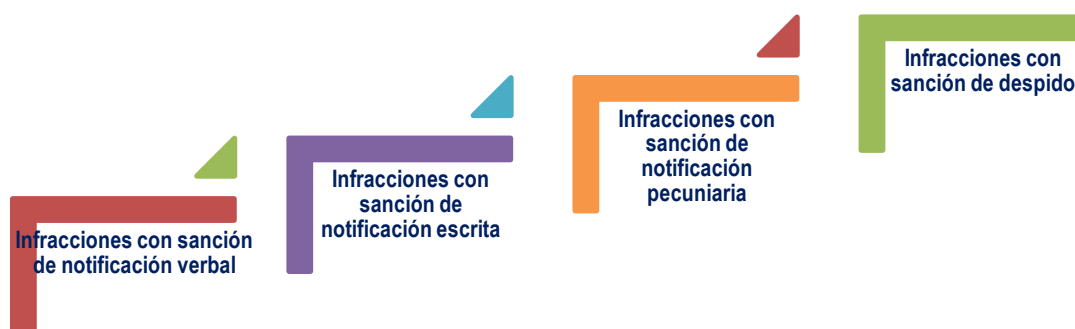 Infracciones con sanción
de notificación verbal
Infracciones con
sanción de
notificación escrita
Infracciones con
sanción de
notificación
pecuniaria
Infracciones con
sanción de despido